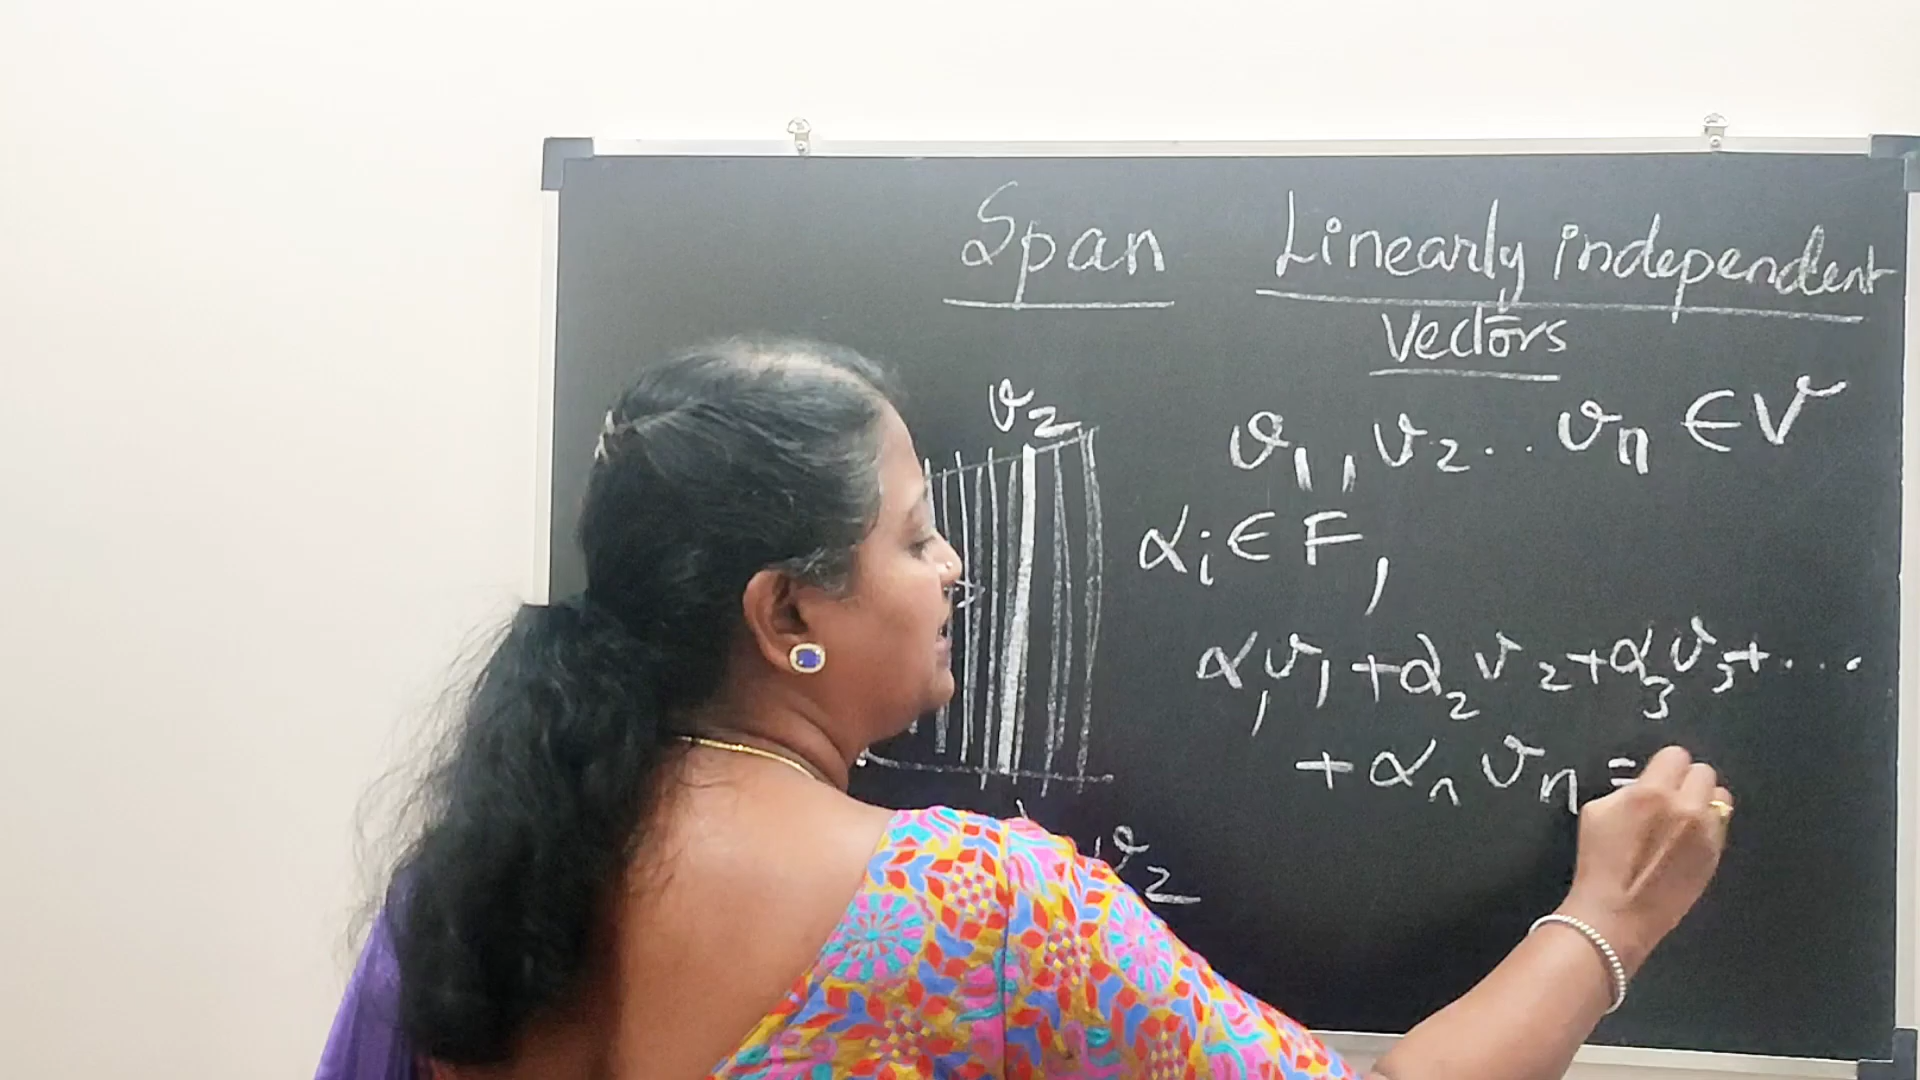 Span
Linearly independent
Vectors
v₂
v₁, v₂ .. vₙ ∈ V
αᵢ ∈ F,
α₁v₁ + α₂v₂ + α₃v₃ + ...
+ αₙvₙ =
v₂